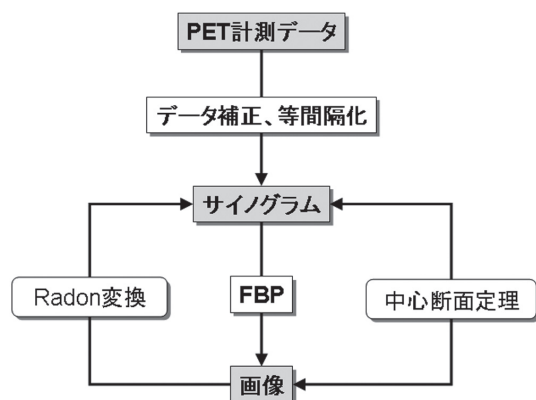 PET計測データ
データ補正、等間隔化
サイノグラム
Radon変換
FBP
中心断面定理
画像